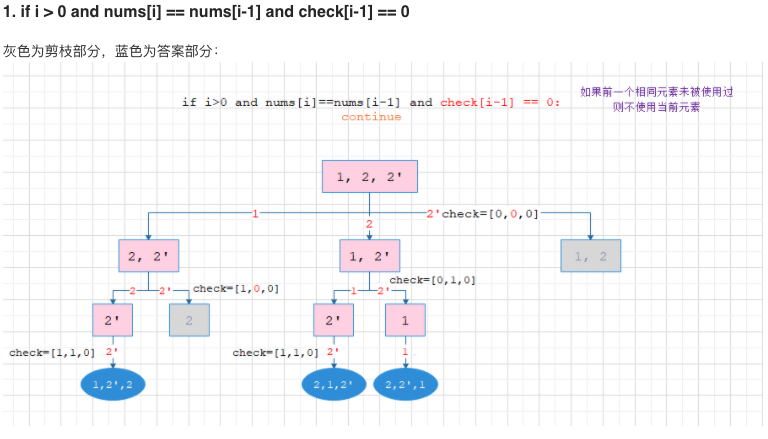 1. if i > 0 and nums[i] == nums[i-1] and check[i-1] == 0
灰色为剪枝部分，蓝色为答案部分：
if i>0 and nums[i]==nums[i-1] and check[i-1] == 0:
continue
如果前一个相同元素未被使用过
则不使用当前元素
1, 2, 2'
1
2
2'check=[0,0,0]
2, 2'
1, 2'
1, 2
2
2'
check=[1,0,0]
1
2'
check=[0,1,0]
2'
2
2'
1
check=[1,1,0] 2'
check=[1,1,0] 2'
1
1,2',2
2,1,2'
2,2',1